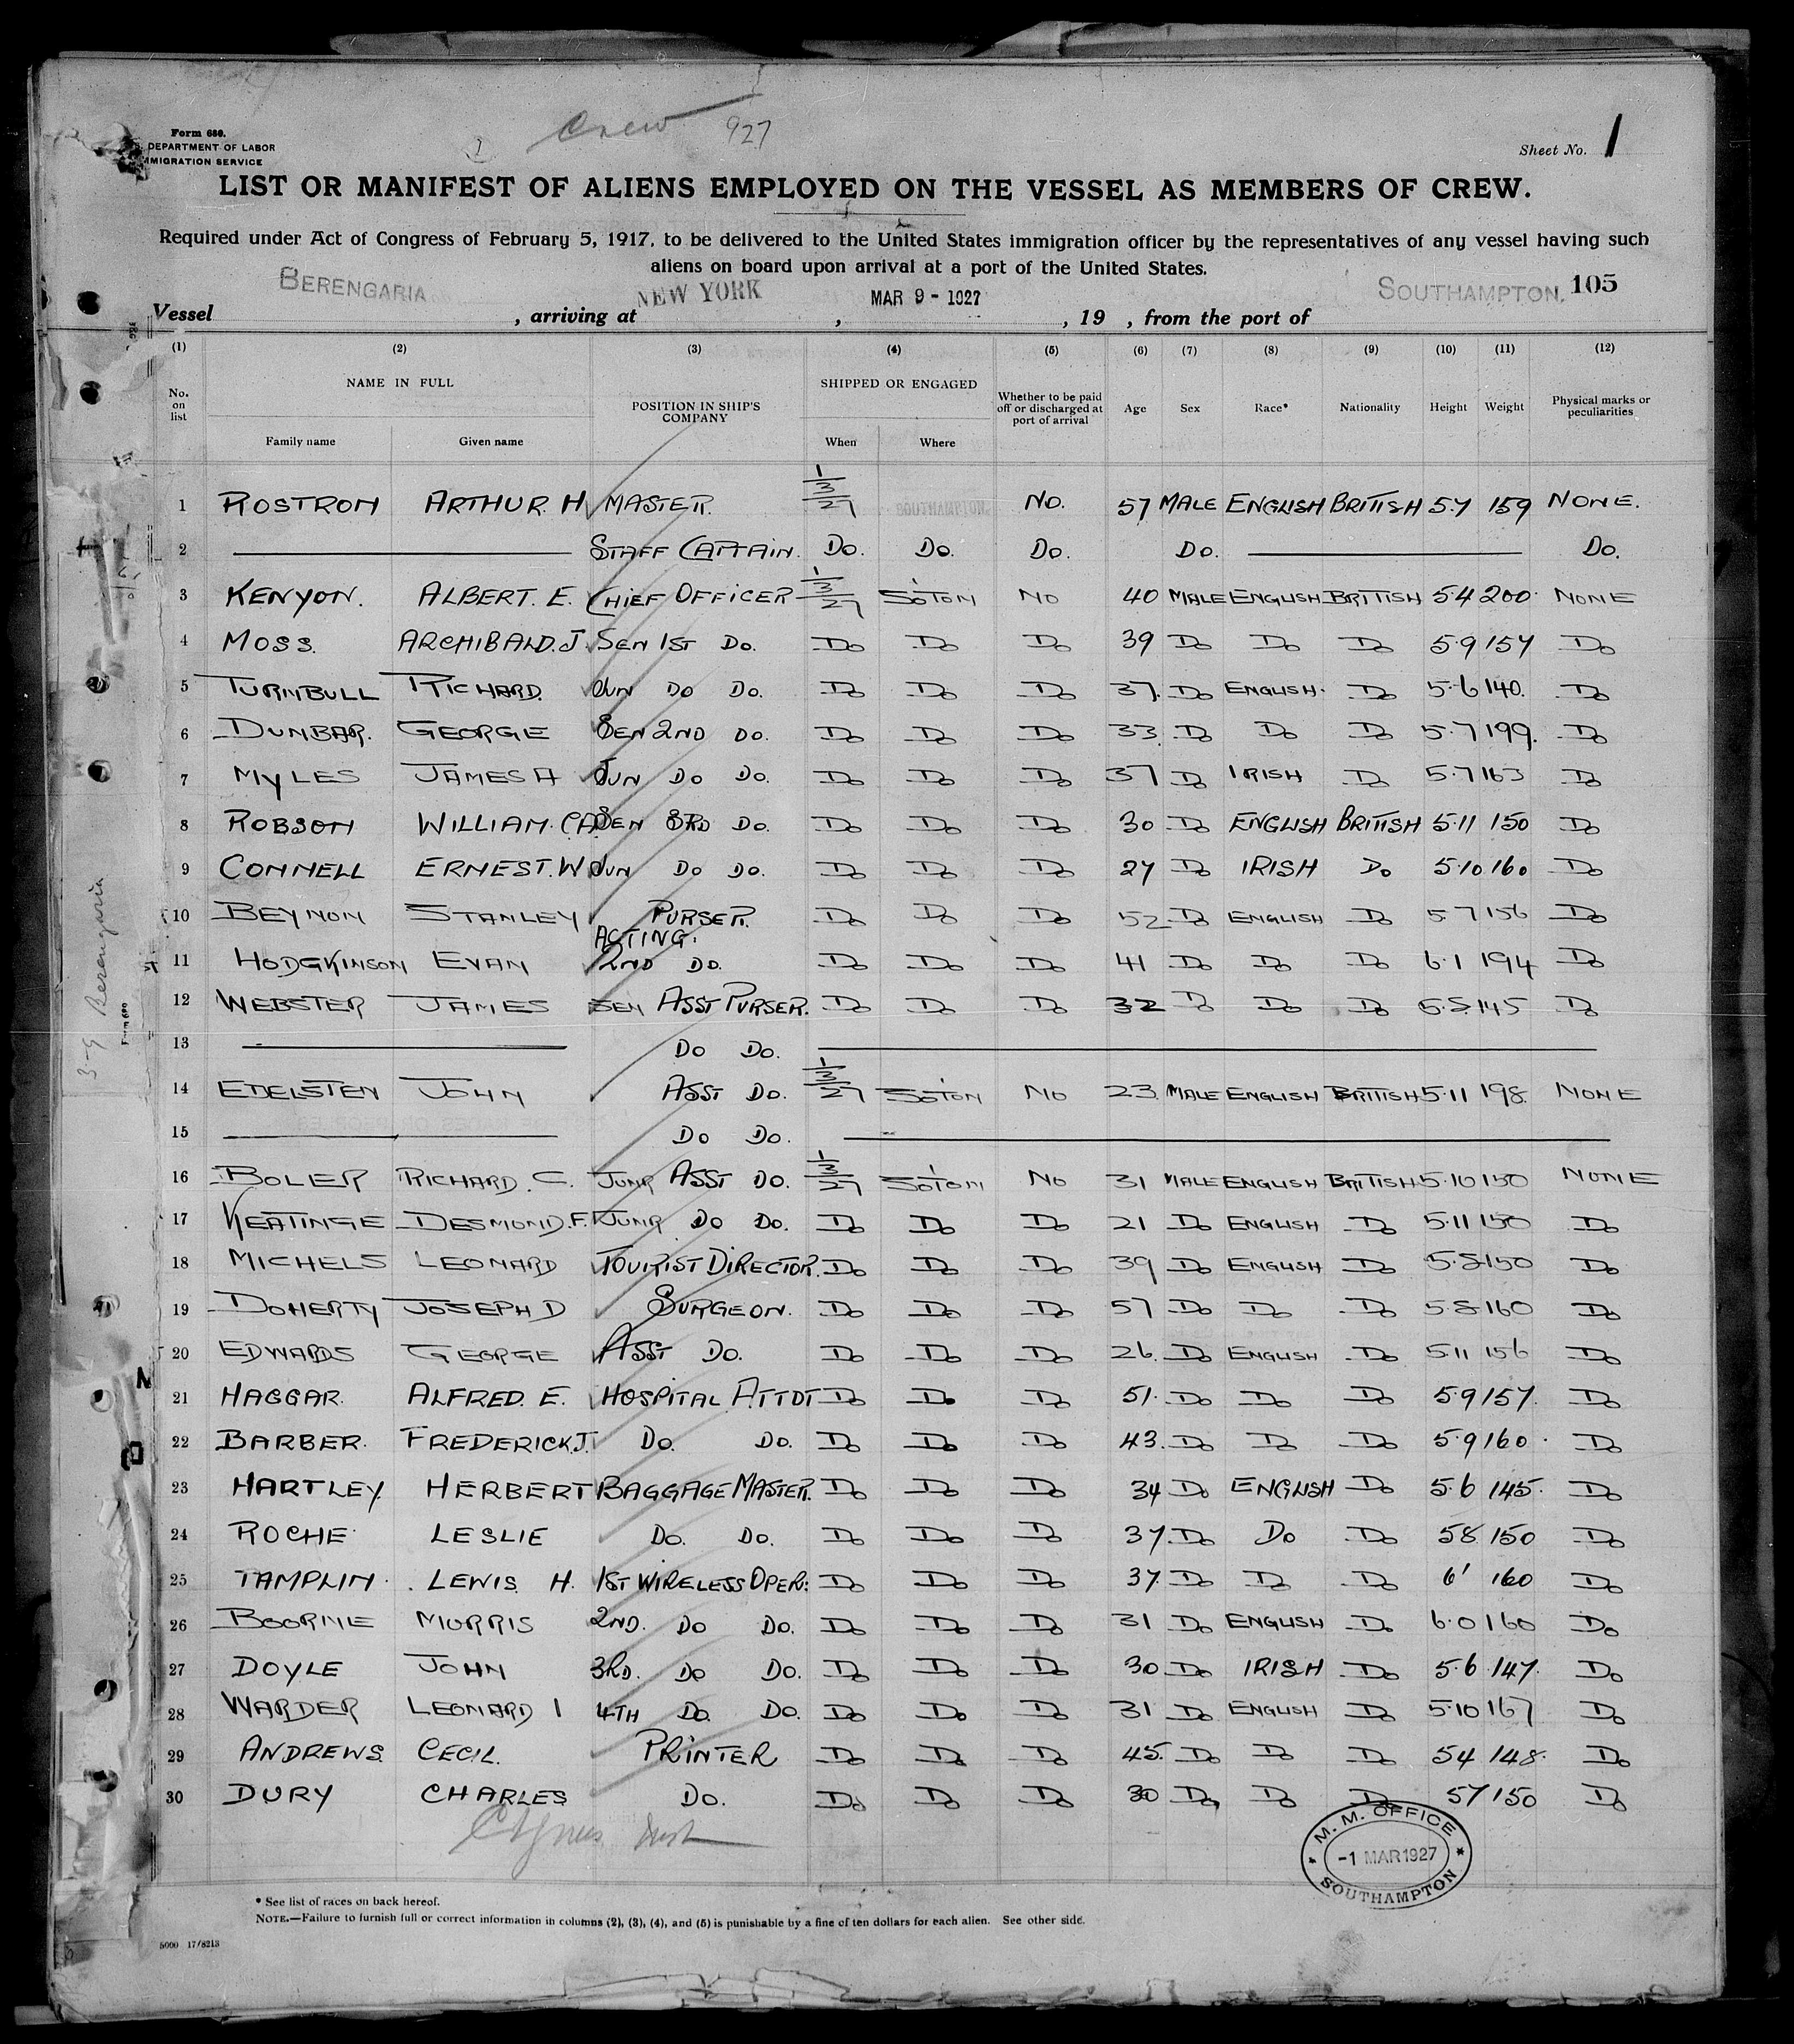 Crew 927
Form 680.
DEPARTMENT OF LABOR
IMMIGRATION SERVICE
Sheet No. 1
LIST OR MANIFEST OF ALIENS EMPLOYED ON THE VESSEL AS MEMBERS OF CREW.
Required under Act of Congress of February 5, 1917, to be delivered to the United States immigration officer by the representatives of any vessel having such
aliens on board upon arrival at a port of the United States.
Vessel BERENGARIA, arriving at NEW YORK, MAR 9 - 1927, 19 , from the port of SOUTHAMPTON. 105
(1) (2) (3) (4) (5) (6) (7) (8) (9) (10) (11) (12)
No. on list NAME IN FULL Family name Given name POSITION IN SHIP'S COMPANY SHIPPED OR ENGAGED When Where Whether to be paid off or discharged at port of arrival Age Sex Race* Nationality Height Weight Physical marks or peculiarities
1 ROSTRON ARTHUR H MASTER. 1/3/27 NO. 57 MALE ENGLISH BRITISH 5.7 159 NONE.
2 STAFF CAPTAIN. DO. DO. DO. DO. DO.
3 KENYON. ALBERT. E. CHIEF OFFICER 1/3/27 SO'TON NO 40 MALE ENGLISH BRITISH 5.4 200. NONE
4 MOSS. ARCHIBALD. J SEN 1ST DO. DO DO DO 39 DO DO DO 5.9 157 DO
5 TURNBULL RICHARD. JUN DO DO. DO DO DO 37. DO ENGLISH. DO 5.6 140. DO
6 DUNBAR. GEORGE SEN 2ND DO. DO DO DO 33. DO DO DO 5.7 199. DO
7 MYLES JAMES A JUN DO DO. DO DO DO 37 DO IRISH DO 5.7 163 DO
8 ROBSON WILLIAM. C.A. SEN 3RD DO. DO DO DO 30 DO ENGLISH BRITISH 5.11 150 DO
9 CONNELL ERNEST. W JUN DO DO. DO DO DO 27 DO IRISH DO 5.10 160 DO
10 BEYNON STANLEY PURSER. DO DO DO 52 DO ENGLISH DO 5.7 156 DO
ACTING.
11 HODGKINSON EVAN 2ND DO. DO DO DO 41 DO DO DO 6.1 194 DO
12 WEBSTER JAMES SEN ASST PURSER. DO DO DO 32 DO DO DO 5.8 145 DO
13 DO DO.
14 EDELSTEN JOHN ASST DO. 1/3/27 SO'TON NO 23. MALE ENGLISH BRITISH 5.11 198. NONE
15 DO DO.
16 BOLER RICHARD. C. JUNR ASST DO. 1/3/27 SO'TON NO 31 MALE ENGLISH BRITISH 5.10 150 NONE
17 KEATINGE DESMOND. F. JUNR DO DO. DO DO DO 21 DO ENGLISH DO 5.11 150 DO
18 MICHELS LEONARD TOURIST DIRECTOR. DO DO DO 39 DO ENGLISH DO 5.8 150 DO
19 DOHERTY JOSEPH D SURGEON. DO DO DO 57 DO DO DO 5.8 160 DO
20 EDWARDS GEORGE ASST DO. DO DO DO 26. DO ENGLISH DO 5.11 156 DO
21 HAGGAR. ALFRED. E. HOSPITAL ATTDT DO DO DO 51. DO DO DO 5.9 157. DO
22 BARBER. FREDERICK. J. DO. DO. DO DO DO 43. DO DO DO 5.9 160. DO
23 HARTLEY. HERBERT BAGGAGE MASTER. DO DO DO 34 DO ENGLISH DO 5.6 145. DO
24 ROCHE LESLIE DO. DO. DO DO DO 37 DO DO DO 5 8 150 DO
25 TAMPLIN. LEWIS H. 1ST WIRELESS OPER: DO DO DO 37. DO DO DO 6' 160 DO
26 BOORNE MORRIS 2ND. DO DO. DO DO DO 31 DO ENGLISH DO 6.0 160 DO
27 DOYLE JOHN 3RD. DO DO. DO DO DO 30 DO IRISH DO 5.6 147. DO
28 WARDER LEONARD I 4TH DO. DO. DO DO DO 31 DO ENGLISH DO 5.10 167 DO
29 ANDREWS. CECIL. PRINTER DO DO DO 45. DO DO DO 5 4 148. DO
30 DURY CHARLES DO. DO DO DO 30 DO DO DO 5 7 150 DO
M. M. OFFICE
-1 MAR 1927
SOUTHAMPTON
* See list of races on back hereof.
NOTE.—Failure to furnish full or correct information in columns (2), (3), (4), and (5) is punishable by a fine of ten dollars for each alien. See other side.
5000 17/8213
3-9 Berengaria
Form 680